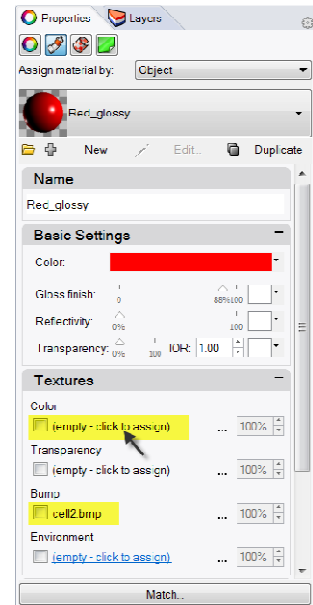 Properties Layers
Assign material by: Object
Red_glossy
New Edit... Duplicate
Name
Red_glossy
Basic Settings
Color:
Gloss finish: 0 88% 100
Reflectivity: 0% 100
Transparency: 0% 100 IOR: 1.00
Textures
Color
(empty - click to assign) ... 100%
Transparency
(empty - click to assign) ... 100%
Bump
cell2.bmp ... 100%
Environment
(empty - click to assign) ... 100%
Match...